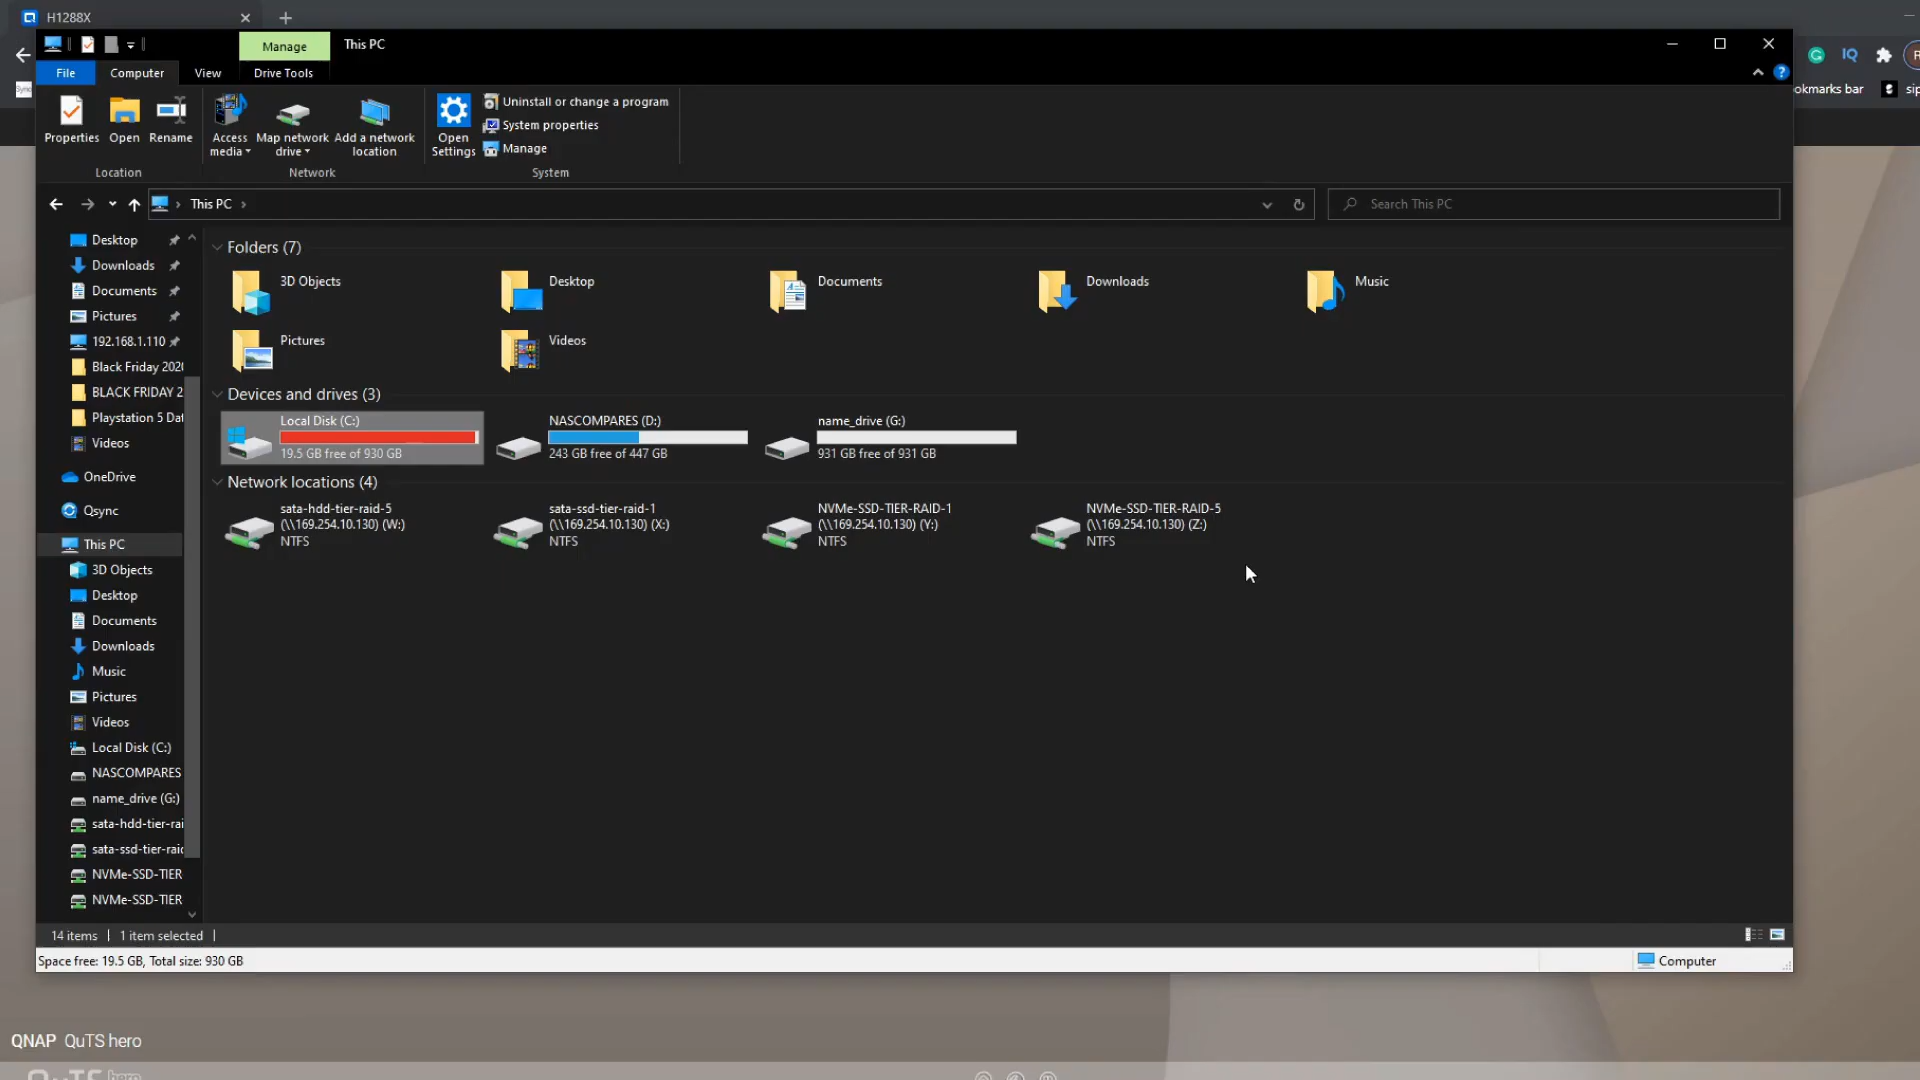 H1288X
Manage
This PC
File
Computer
View
Drive Tools
IQ
R
okmarks bar
sip
Sync
Properties
Open
Rename
Access media
Map network drive
Add a network location
Open Settings
Uninstall or change a program
System properties
Manage
Location
Network
System
This PC
Search This PC
Desktop
Downloads
Documents
Pictures
192.168.1.110
Black Friday 202
BLACK FRIDAY 2
Playstation 5 Dat
Videos
OneDrive
Qsync
This PC
3D Objects
Desktop
Documents
Downloads
Music
Pictures
Videos
Local Disk (C:)
NASCOMPARES
name_drive (G:)
sata-hdd-tier-rai
sata-ssd-tier-raid
NVMe-SSD-TIER
NVMe-SSD-TIER
Folders (7)
3D Objects
Desktop
Documents
Downloads
Music
Pictures
Videos
Devices and drives (3)
Local Disk (C:)
19.5 GB free of 930 GB
NASCOMPARES (D:)
243 GB free of 447 GB
name_drive (G:)
931 GB free of 931 GB
Network locations (4)
sata-hdd-tier-raid-5
(\\169.254.10.130) (W:)
NTFS
sata-ssd-tier-raid-1
(\\169.254.10.130) (X:)
NTFS
NVMe-SSD-TIER-RAID-1
(\\169.254.10.130) (Y:)
NTFS
NVMe-SSD-TIER-RAID-5
(\\169.254.10.130) (Z:)
NTFS
14 items
1 item selected
Space free: 19.5 GB, Total size: 930 GB
Computer
QNAP QuTS hero
QuTS hero